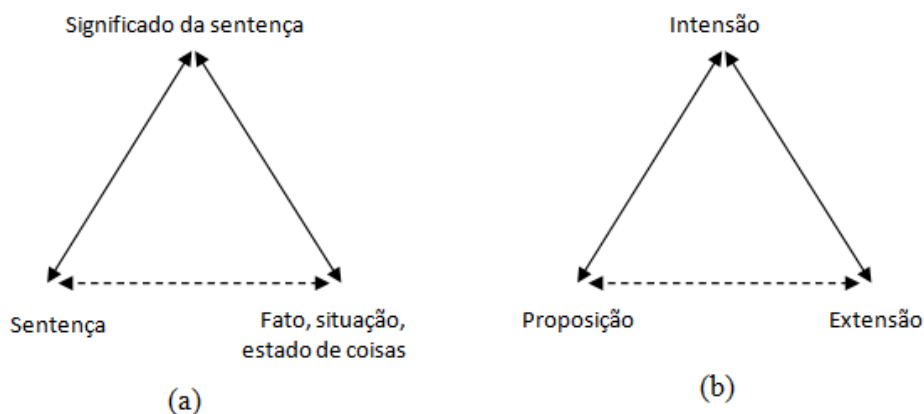 Significado da sentença
Sentença
Fato, situação,
estado de coisas
(a)
Intensão
Proposição
Extensão
(b)